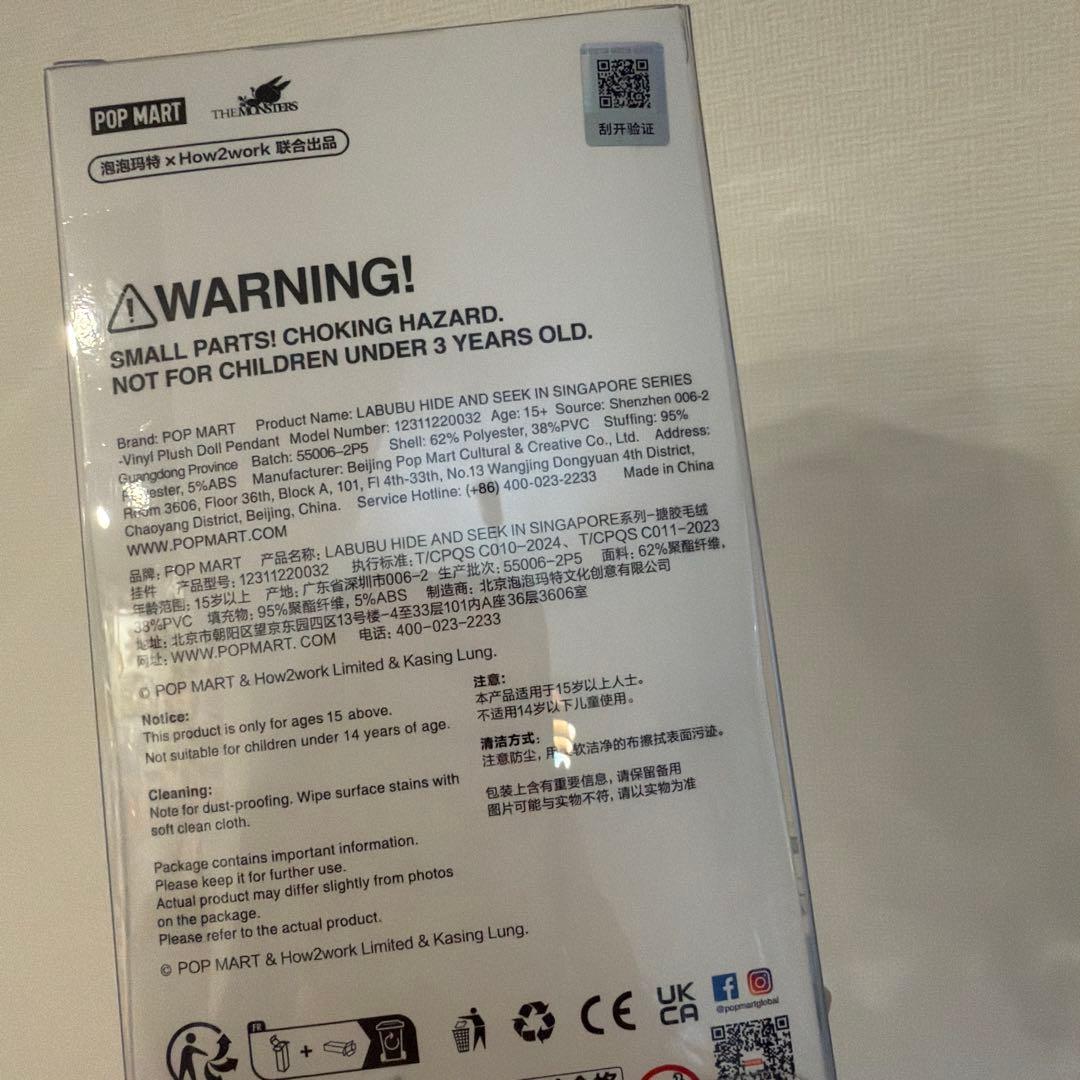 POP MART
THE MONSTERS
泡泡玛特 × How2work 联合出品
刮开验证
WARNING!
SMALL PARTS! CHOKING HAZARD.
NOT FOR CHILDREN UNDER 3 YEARS OLD.
Brand: POP MART Product Name: LABUBU HIDE AND SEEK IN SINGAPORE SERIES
-Vinyl Plush Doll Pendant Model Number: 12311220032 Age: 15+ Source: Shenzhen 006-2
Guangdong Province Batch: 55006-2P5 Shell: 62% Polyester, 38%PVC Stuffing: 95%
Polyester, 5%ABS Manufacturer: Beijing Pop Mart Cultural & Creative Co., Ltd. Address:
Room 3606, Floor 36th, Block A, 101, Fl 4th-33th, No.13 Wangjing Dongyuan 4th District,
Chaoyang District, Beijing, China. Service Hotline: (+86) 400-023-2233 Made in China
WWW.POPMART.COM
品牌: POP MART 产品名称: LABUBU HIDE AND SEEK IN SINGAPORE系列-搪胶毛绒
挂件 产品型号: 12311220032 执行标准: T/CPQS C010-2024、T/CPQS C011-2023
年龄范围: 15岁以上 产地: 广东省深圳市006-2 生产批次: 55006-2P5 面料: 62%聚酯纤维,
38%PVC 填充物: 95%聚酯纤维, 5%ABS 制造商: 北京泡泡玛特文化创意有限公司
地址: 北京市朝阳区望京东园四区13号楼-4至33层101内A座36层3606室
网址: WWW.POPMART. COM 电话: 400-023-2233
© POP MART & How2work Limited & Kasing Lung.
Notice:
This product is only for ages 15 above.
Not suitable for children under 14 years of age.
Cleaning:
Note for dust-proofing. Wipe surface stains with
soft clean cloth.
Package contains important information.
Please keep it for further use.
Actual product may differ slightly from photos
on the package.
Please refer to the actual product.
© POP MART & How2work Limited & Kasing Lung.
注意:
本产品适用于15岁以上人士。
不适用14岁以下儿童使用。
清洁方式:
注意防尘, 用 软洁净的布擦拭表面污迹。
包装上含有重要信息, 请保留备用
图片可能与实物不符, 请以实物为准
FR
+
CE
UK
CA
@popmartglobal